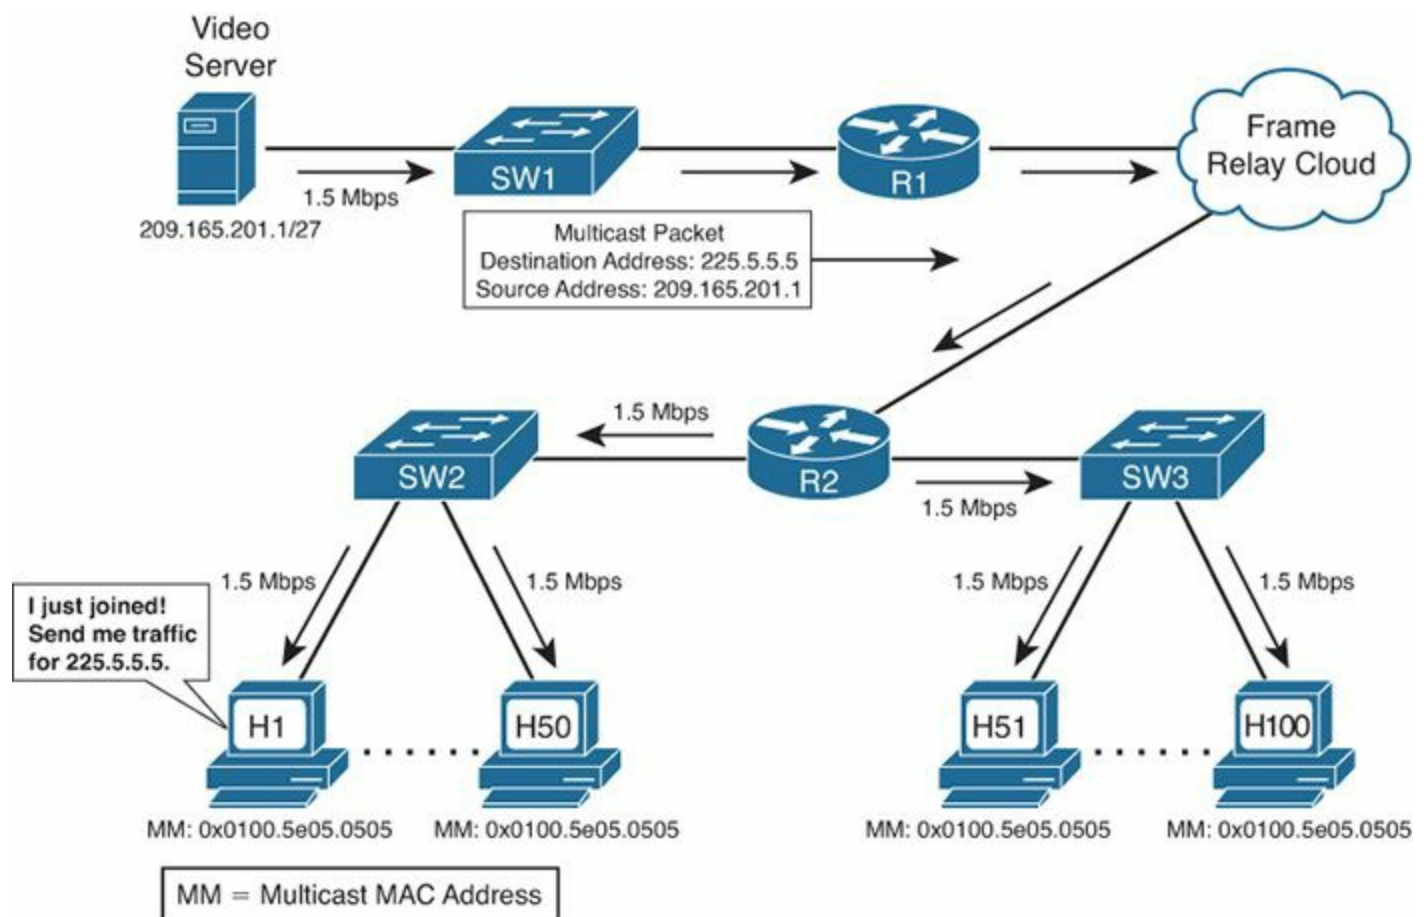 Video
Server
SW1
R1
Frame
Relay Cloud
1.5 Mbps
209.165.201.1/27
Multicast Packet
Destination Address: 225.5.5.5
Source Address: 209.165.201.1
1.5 Mbps
SW2
R2
SW3
1.5 Mbps
1.5 Mbps
1.5 Mbps
1.5 Mbps
1.5 Mbps
I just joined!
Send me traffic
for 225.5.5.5.
H1
H50
H51
H100
MM: 0x0100.5e05.0505
MM: 0x0100.5e05.0505
MM: 0x0100.5e05.0505
MM: 0x0100.5e05.0505
MM = Multicast MAC Address